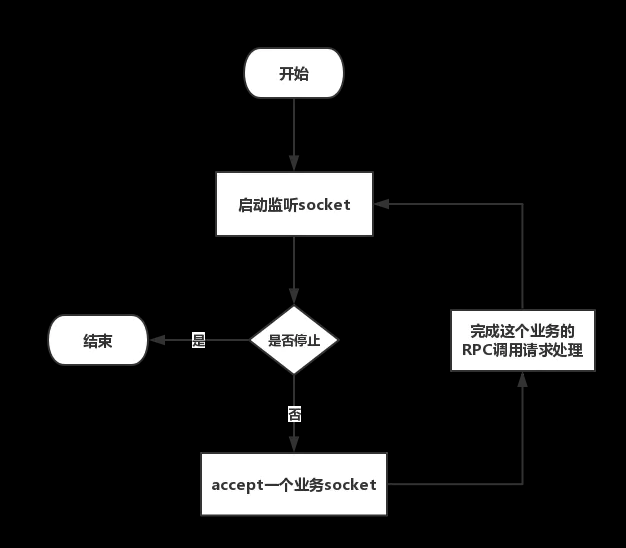 开始
启动监听socket
是否停止
是
结束
否
accept一个业务socket
完成这个业务的
RPC调用请求处理